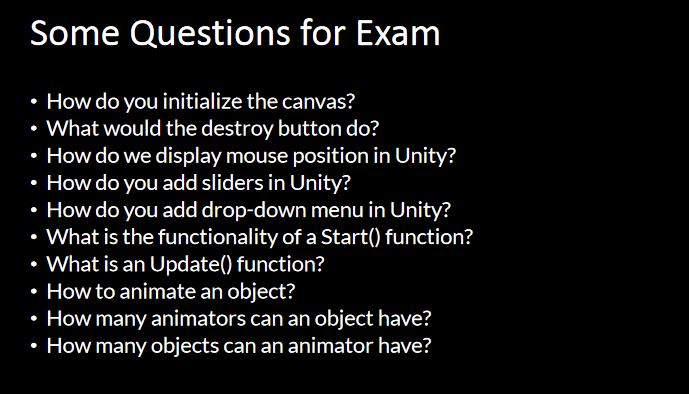 Some Questions for Exam
• How do you initialize the canvas?
• What would the destroy button do?
• How do we display mouse position in Unity?
• How do you add sliders in Unity?
• How do you add drop-down menu in Unity?
• What is the functionality of a Start() function?
• What is an Update() function?
• How to animate an object?
• How many animators can an object have?
• How many objects can an animator have?